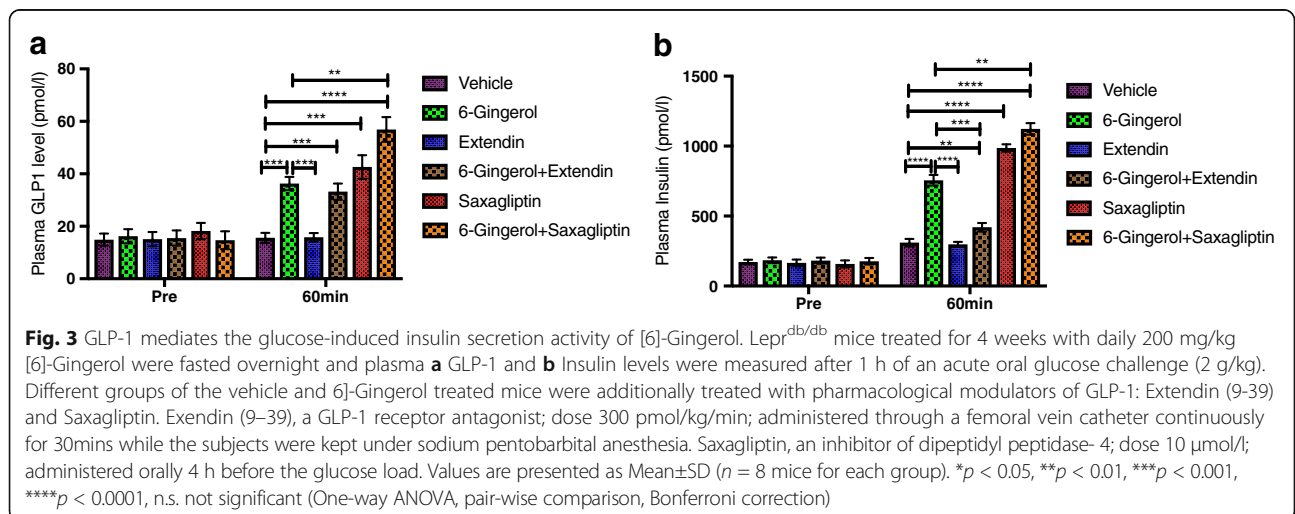 a
b
Plasma GLP1 level (pmol/l)
80
60
40
20
0
**
****
***
***
*** ***
Pre 60min
Vehicle
6-Gingerol
Extendin
6-Gingerol+Extendin
Saxagliptin
6-Gingerol+Saxagliptin
Plasma Insulin (pmol/l)
1500
1000
500
0
**
****
****
***
**
**** ****
Pre 60min
Vehicle
6-Gingerol
Extendin
6-Gingerol+Extendin
Saxagliptin
6-Gingerol+Saxagliptin
Fig. 3 GLP-1 mediates the glucose-induced insulin secretion activity of [6]-Gingerol. Lepr^db/db mice treated for 4 weeks with daily 200 mg/kg
[6]-Gingerol were fasted overnight and plasma a GLP-1 and b Insulin levels were measured after 1 h of an acute oral glucose challenge (2 g/kg).
Different groups of the vehicle and 6]-Gingerol treated mice were additionally treated with pharmacological modulators of GLP-1: Extendin (9-39)
and Saxagliptin. Exendin (9–39), a GLP-1 receptor antagonist; dose 300 pmol/kg/min; administered through a femoral vein catheter continuously
for 30mins while the subjects were kept under sodium pentobarbital anesthesia. Saxagliptin, an inhibitor of dipeptidyl peptidase- 4; dose 10 μmol/l;
administered orally 4 h before the glucose load. Values are presented as Mean±SD (n = 8 mice for each group). *p < 0.05, **p < 0.01, ***p < 0.001,
****p < 0.0001, n.s. not significant (One-way ANOVA, pair-wise comparison, Bonferroni correction)